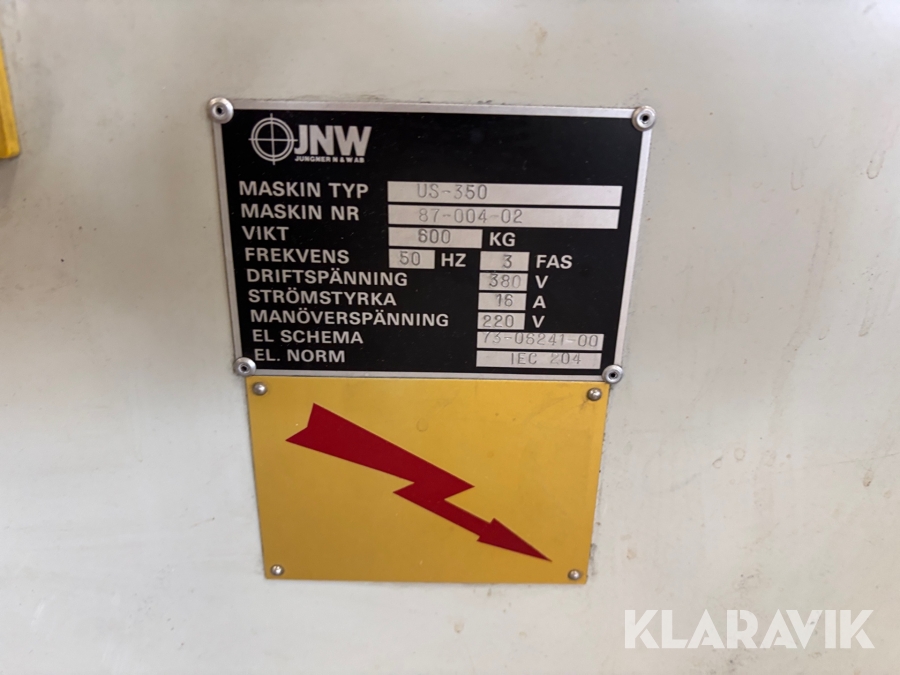 JNW
JUNGNER N & W AB
MASKIN TYP US-350
MASKIN NR 87-004-02
VIKT 600 KG
FREKVENS 50 HZ 3 FAS
DRIFTSPÄNNING 380 V
STRÖMSTYRKA 16 A
MANÖVERSPÄNNING 220 V
EL SCHEMA 73-06241-00
EL. NORM IEC 204
KLARAVIK